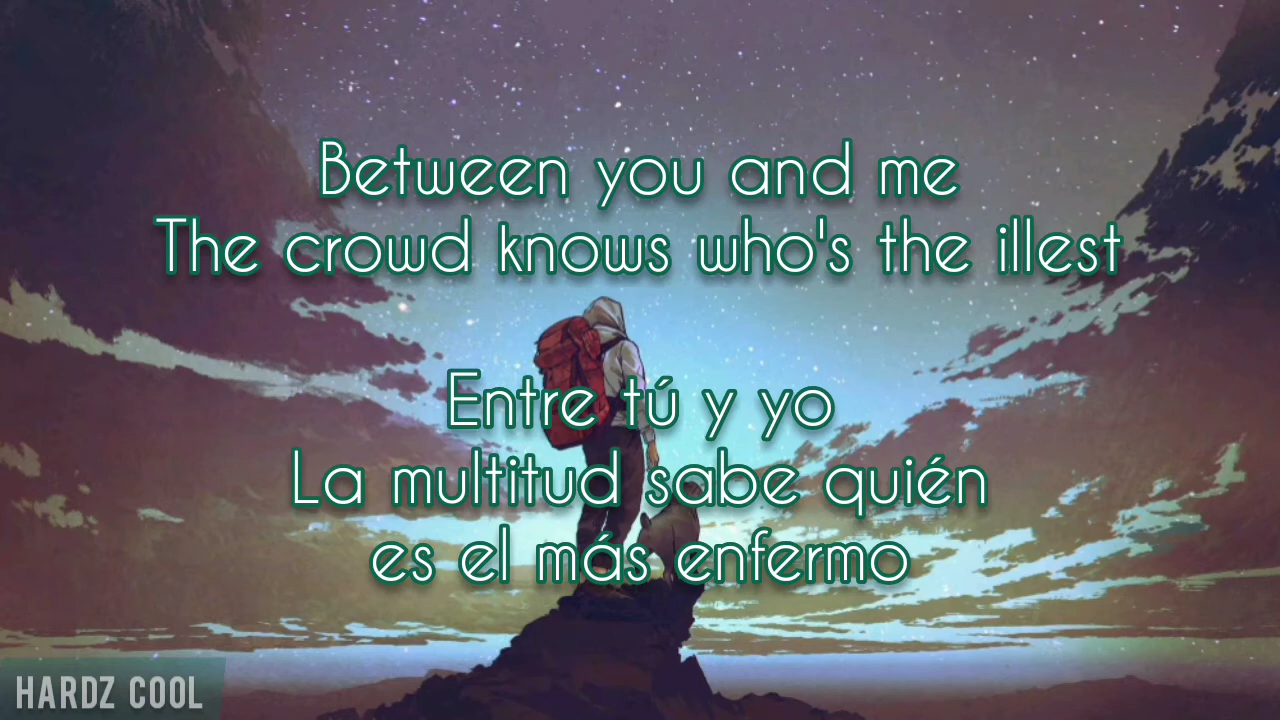 Between you and me
The crowd knows who's the illest
Entre tú y yo
La multitud sabe quién
es el más enfermo
HARDZ COOL